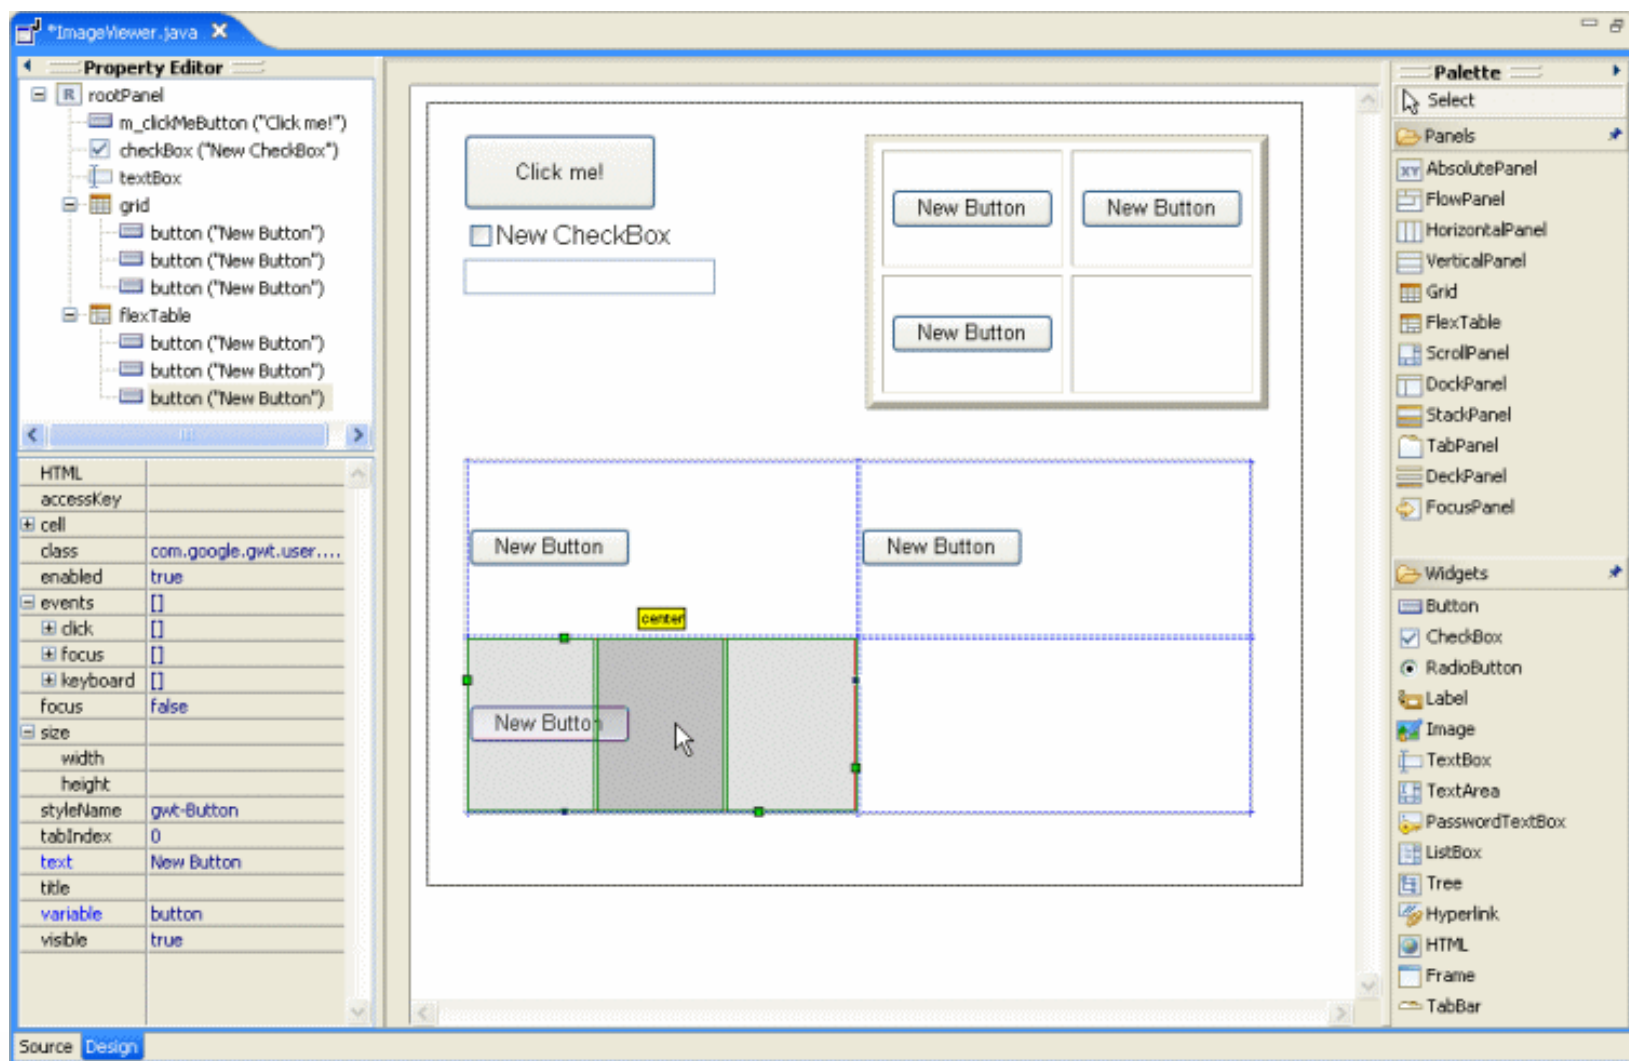 *ImageViewer.java
Property Editor
R rootPanel
m_clickMeButton ("Click me!")
checkBox ("New CheckBox")
textBox
grid
button ("New Button")
button ("New Button")
button ("New Button")
flexTable
button ("New Button")
button ("New Button")
button ("New Button")
HTML
accessKey
cell
class com.google.gwt.user....
enabled true
events []
click []
focus []
keyboard []
focus false
size
width
height
styleName gwt-Button
tabIndex 0
text New Button
title
variable button
visible true
Source Design
Click me!
New CheckBox
New Button New Button
New Button
New Button New Button
center
New Button
Palette
Select
Panels
XY AbsolutePanel
FlowPanel
HorizontalPanel
VerticalPanel
Grid
FlexTable
ScrollPanel
DockPanel
StackPanel
TabPanel
DeckPanel
FocusPanel
Widgets
Button
CheckBox
RadioButton
Label
Image
TextBox
TextArea
PasswordTextBox
ListBox
Tree
Hyperlink
HTML
Frame
TabBar